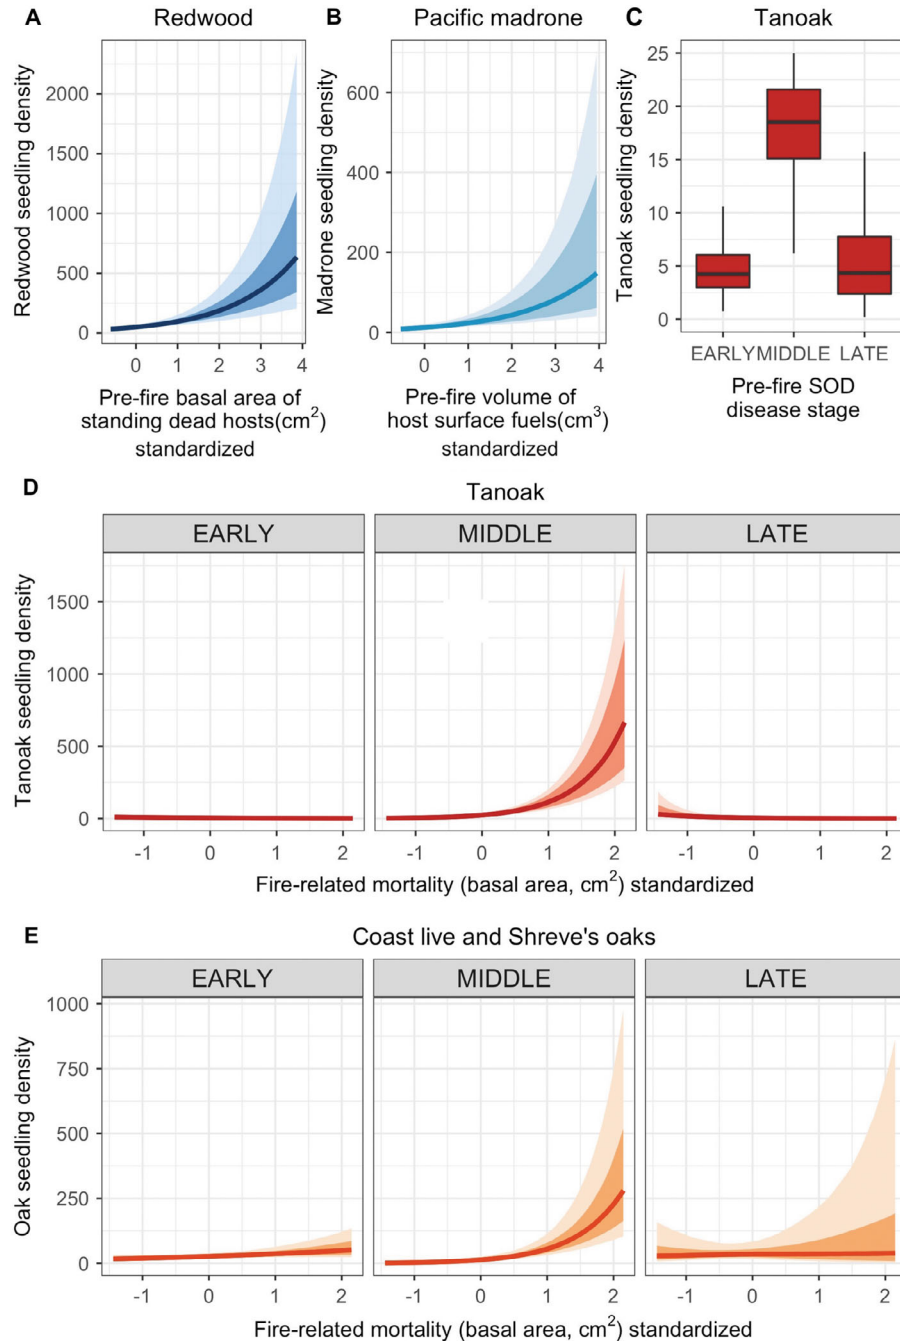 A Redwood
Redwood seedling density
2000
1500
1000
500
0
0 1 2 3 4
Pre-fire basal area of
standing dead hosts(cm²)
standardized
B Pacific madrone
Madrone seedling density
600
400
200
0
0 1 2 3 4
Pre-fire volume of
host surface fuels(cm³)
standardized
C Tanoak
Tanoak seedling density
25
20
15
10
5
0
EARLY MIDDLE LATE
Pre-fire SOD
disease stage
D Tanoak
EARLY MIDDLE LATE
Tanoak seedling density
1500
1000
500
0
-1 0 1 2 -1 0 1 2 -1 0 1 2
Fire-related mortality (basal area, cm²) standardized
E Coast live and Shreve's oaks
EARLY MIDDLE LATE
Oak seedling density
1000
750
500
250
0
-1 0 1 2 -1 0 1 2 -1 0 1 2
Fire-related mortality (basal area, cm²) standardized